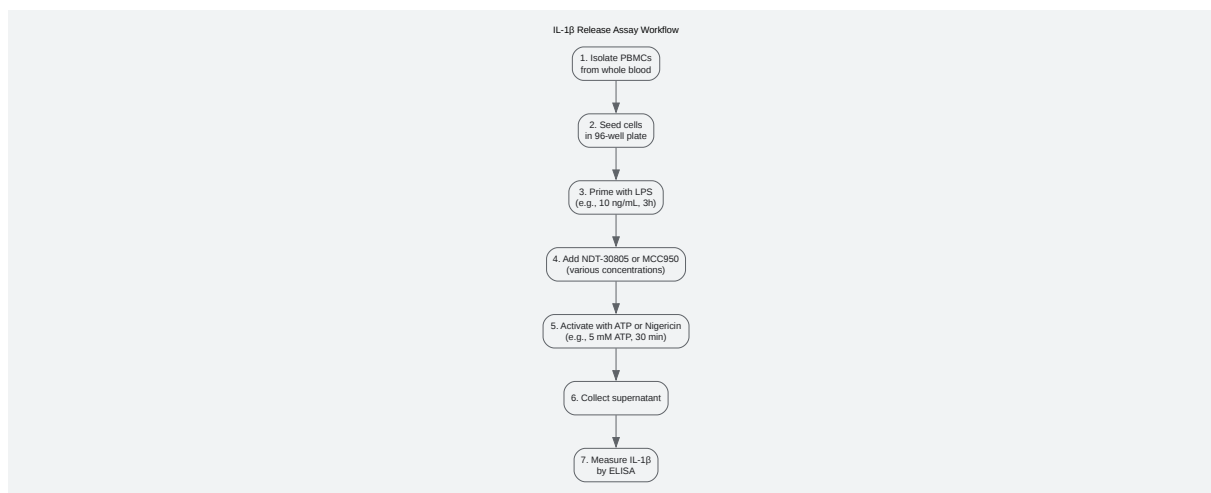 IL-1β Release Assay Workflow
1. Isolate PBMCs
from whole blood
2. Seed cells
in 96-well plate
3. Prime with LPS
(e.g., 10 ng/mL, 3h)
4. Add NDT-30805 or MCC950
(various concentrations)
5. Activate with ATP or Nigericin
(e.g., 5 mM ATP, 30 min)
6. Collect supernatant
7. Measure IL-1β
by ELISA